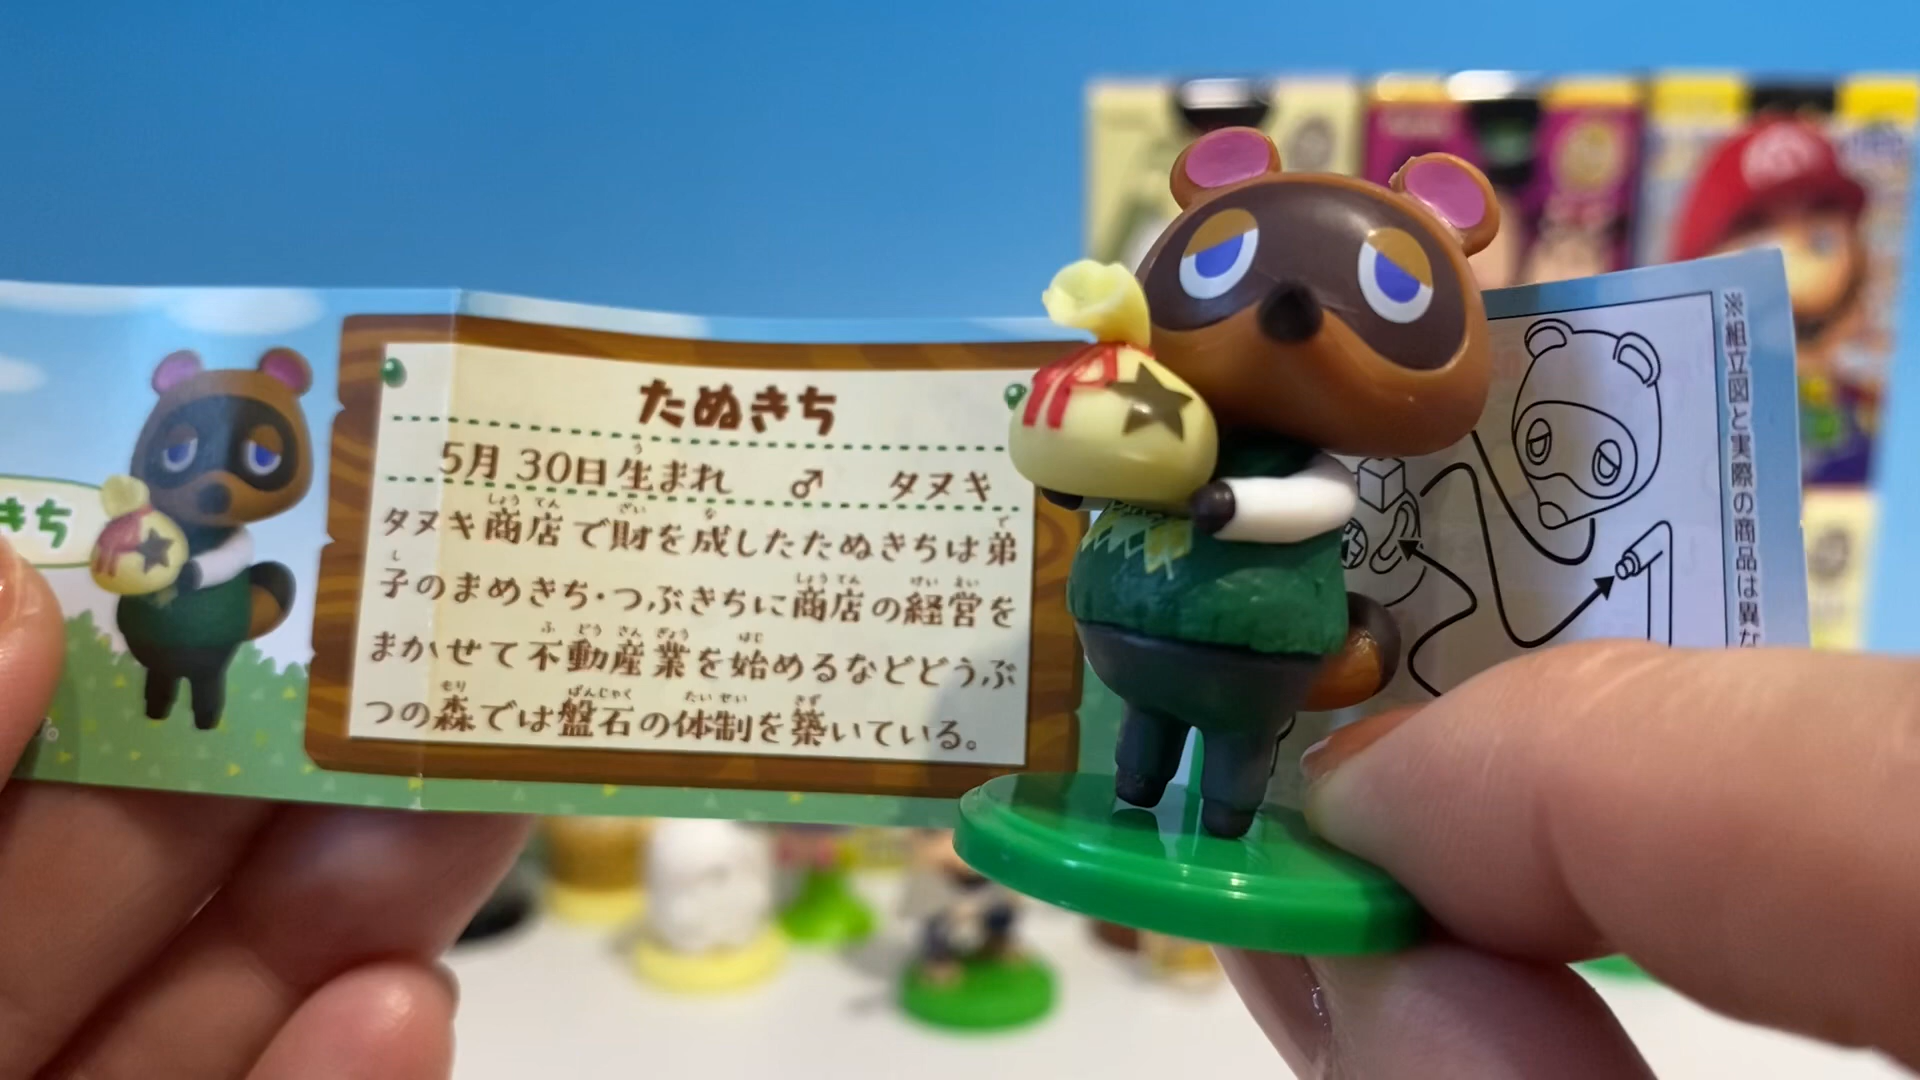 きち
たぬきち
5月30日生まれ ♂ タヌキ
タヌキ商店で財を成したたぬきちは弟
子のまめきち・つぶきちに商店の経営を
まかせて不動産業を始めるなどどうぶ
つの森では盤石の体制を築いている。
※組立図と実際の商品は異な